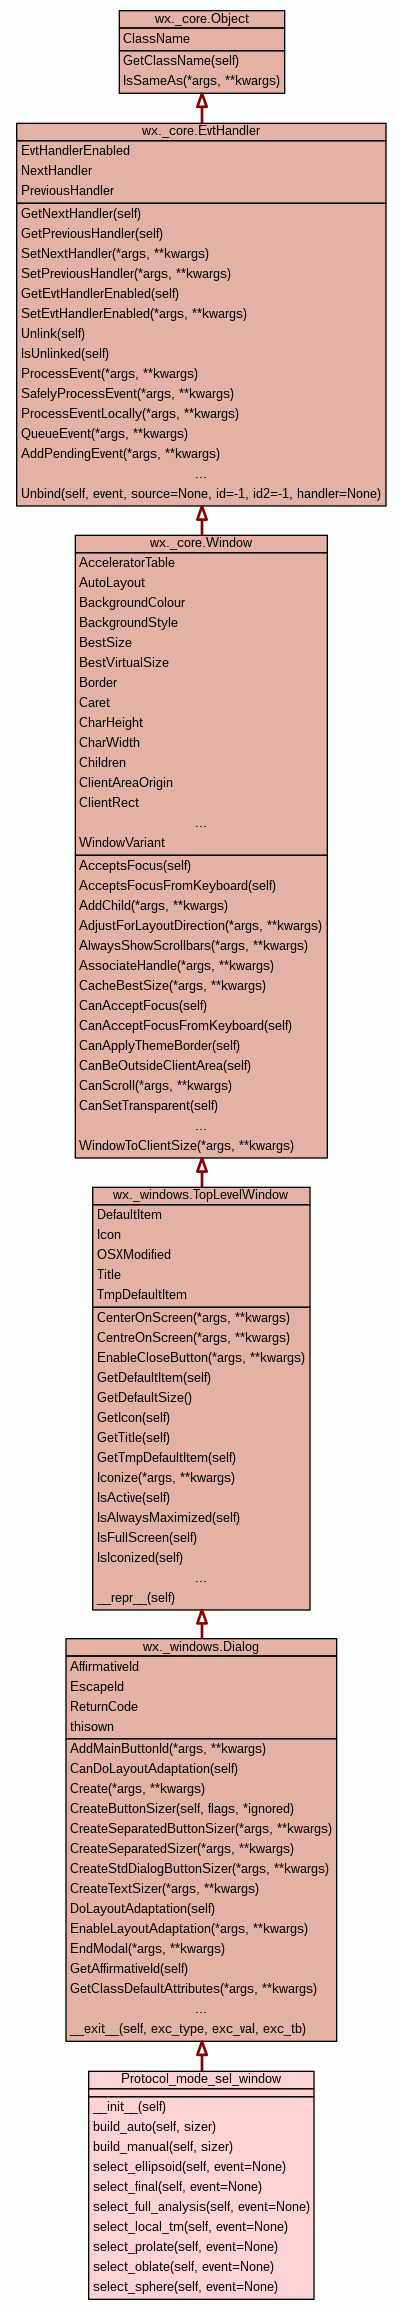 wx._core.Object
ClassName
GetClassName(self)
IsSameAs(*args, **kwargs)
wx._core.EvtHandler
EvtHandlerEnabled
NextHandler
PreviousHandler
GetNextHandler(self)
GetPreviousHandler(self)
SetNextHandler(*args, **kwargs)
SetPreviousHandler(*args, **kwargs)
GetEvtHandlerEnabled(self)
SetEvtHandlerEnabled(*args, **kwargs)
Unlink(self)
IsUnlinked(self)
ProcessEvent(*args, **kwargs)
SafelyProcessEvent(*args, **kwargs)
ProcessEventLocally(*args, **kwargs)
QueueEvent(*args, **kwargs)
AddPendingEvent(*args, **kwargs)
...
Unbind(self, event, source=None, id=-1, id2=-1, handler=None)
wx._core.Window
AcceleratorTable
AutoLayout
BackgroundColour
BackgroundStyle
BestSize
BestVirtualSize
Border
Caret
CharHeight
CharWidth
Children
ClientAreaOrigin
ClientRect
...
WindowVariant
AcceptsFocus(self)
AcceptsFocusFromKeyboard(self)
AddChild(*args, **kwargs)
AdjustForLayoutDirection(*args, **kwargs)
AlwaysShowScrollbars(*args, **kwargs)
AssociateHandle(*args, **kwargs)
CacheBestSize(*args, **kwargs)
CanAcceptFocus(self)
CanAcceptFocusFromKeyboard(self)
CanApplyThemeBorder(self)
CanBeOutsideClientArea(self)
CanScroll(*args, **kwargs)
CanSetTransparent(self)
...
WindowToClientSize(*args, **kwargs)
wx._windows.TopLevelWindow
DefaultItem
Icon
OSXModified
Title
TmpDefaultItem
CenterOnScreen(*args, **kwargs)
CentreOnScreen(*args, **kwargs)
EnableCloseButton(*args, **kwargs)
GetDefaultItem(self)
GetDefaultSize()
GetIcon(self)
GetTitle(self)
GetTmpDefaultItem(self)
Iconize(*args, **kwargs)
IsActive(self)
IsAlwaysMaximized(self)
IsFullScreen(self)
IsIconized(self)
...
__repr__(self)
wx._windows.Dialog
AffirmativeId
EscapeId
ReturnCode
thisown
AddMainButtonId(*args, **kwargs)
CanDoLayoutAdaptation(self)
Create(*args, **kwargs)
CreateButtonSizer(self, flags, *ignored)
CreateSeparatedButtonSizer(*args, **kwargs)
CreateSeparatedSizer(*args, **kwargs)
CreateStdDialogButtonSizer(*args, **kwargs)
CreateTextSizer(*args, **kwargs)
DoLayoutAdaptation(self)
EnableLayoutAdaptation(*args, **kwargs)
EndModal(*args, **kwargs)
GetAffirmativeId(self)
GetClassDefaultAttributes(*args, **kwargs)
...
__exit__(self, exc_type, exc_val, exc_tb)
Protocol_mode_sel_window
__init__(self)
build_auto(self, sizer)
build_manual(self, sizer)
select_ellipsoid(self, event=None)
select_final(self, event=None)
select_full_analysis(self, event=None)
select_local_tm(self, event=None)
select_prolate(self, event=None)
select_oblate(self, event=None)
select_sphere(self, event=None)